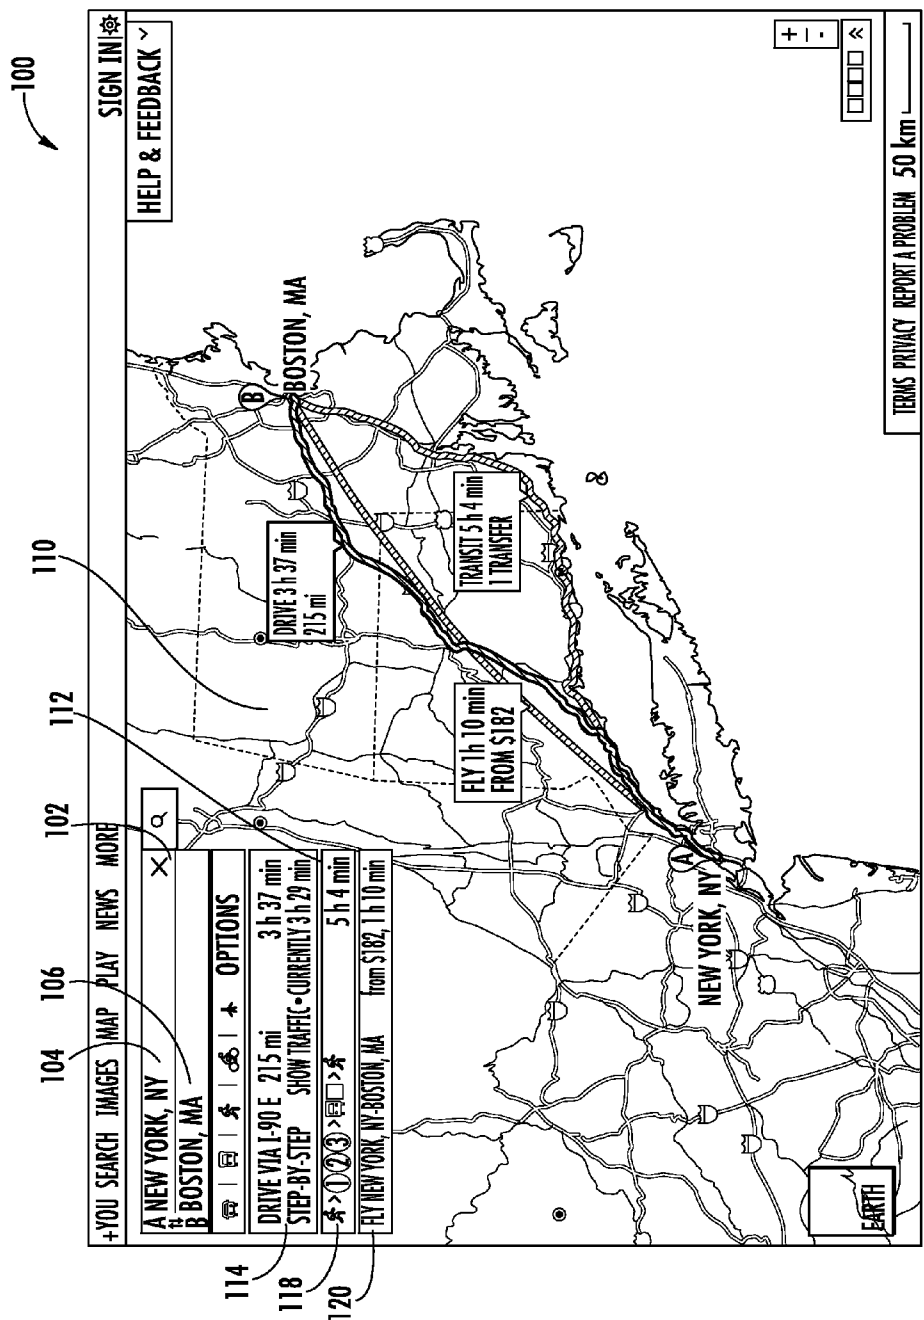 100
+YOU SEARCH IMAGES MAP PLAY NEWS MORE SIGN IN
HELP & FEEDBACK
104
106
102
112
110
A NEW YORK, NY
B BOSTON, MA
OPTIONS
114
DRIVE VIA I-90 E 215 mi 3 h 37 min
STEP-BY-STEP SHOW TRAFFIC • CURRENTLY 3 h 29 min
118
> 1 2 3 > > 5 h 4 min
120
FLY NEW YORK, NY-BOSTON, MA from $182, 1 h 10 min
B
BOSTON, MA
DRIVE 3 h 37 min
215 mi
FLY 1 h 10 min
FROM $182
TRANSIT 5 h 4 min
1 TRANSFER
A
NEW YORK, NY
+
-
EARTH
TERMS PRIVACY REPORT A PROBLEM 50 km